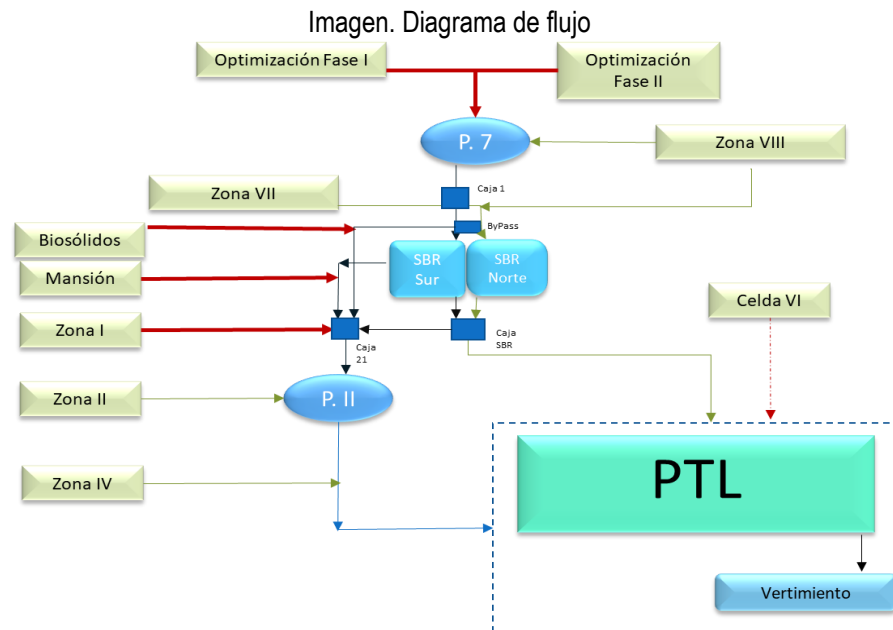 Imagen. Diagrama de flujo
Optimización Fase I
Optimización
Fase II
P. 7
Zona VIII
Zona VII
Caja 1
Biosólidos
ByPass
SBR
Sur
SBR
Norte
Mansión
Celda VI
Zona I
Caja
21
Caja
SBR
Zona II
P. II
PTL
Zona IV
Vertimiento